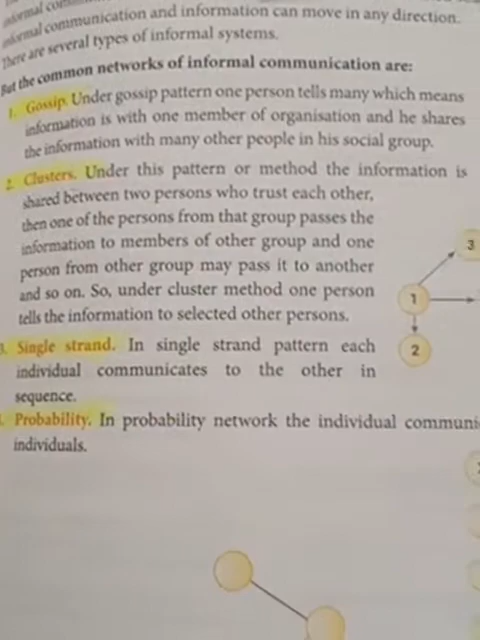 informal communication and information can move in any direction.
There are several types of informal systems.
But the common networks of informal communication are:
1. Gossip. Under gossip pattern one person tells many which means
information is with one member of organisation and he shares
the information with many other people in his social group.
2. Clusters. Under this pattern or method the information is
shared between two persons who trust each other,
then one of the persons from that group passes the
information to members of other group and one
person from other group may pass it to another
and so on. So, under cluster method one person
tells the information to selected other persons.
3
1
2
3. Single strand. In single strand pattern each
individual communicates to the other in
sequence.
Probability. In probability network the individual
individuals.